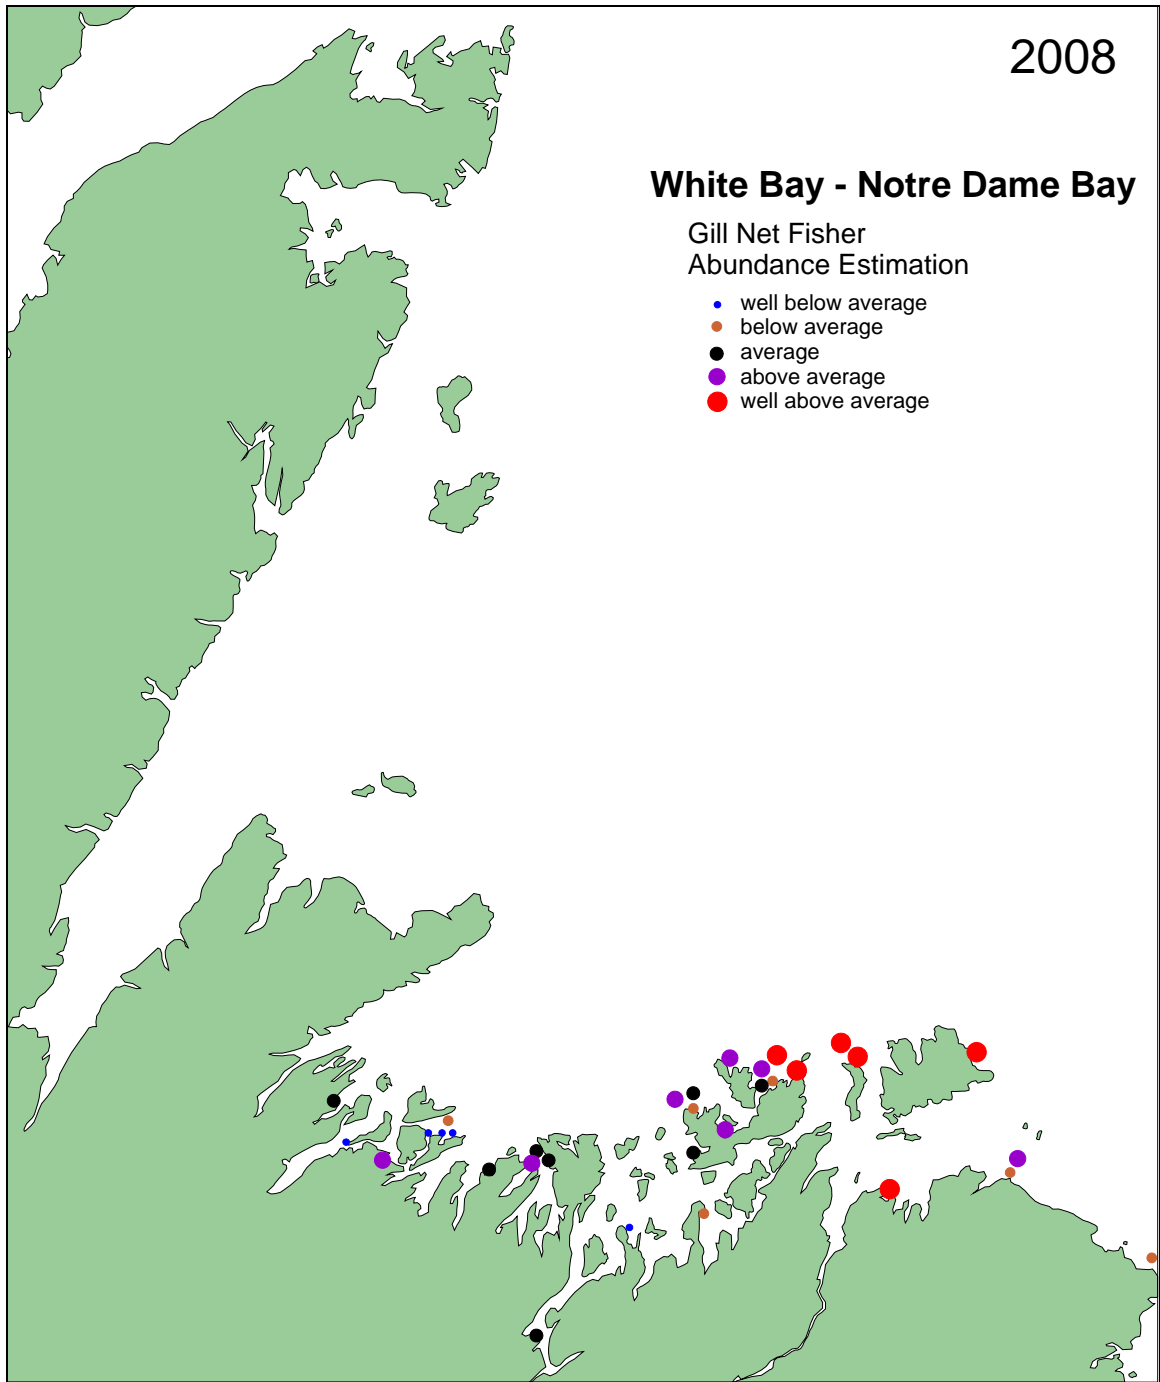 2008
White Bay - Notre Dame Bay
Gill Net Fisher
Abundance Estimation
well below average
below average
average
above average
well above average